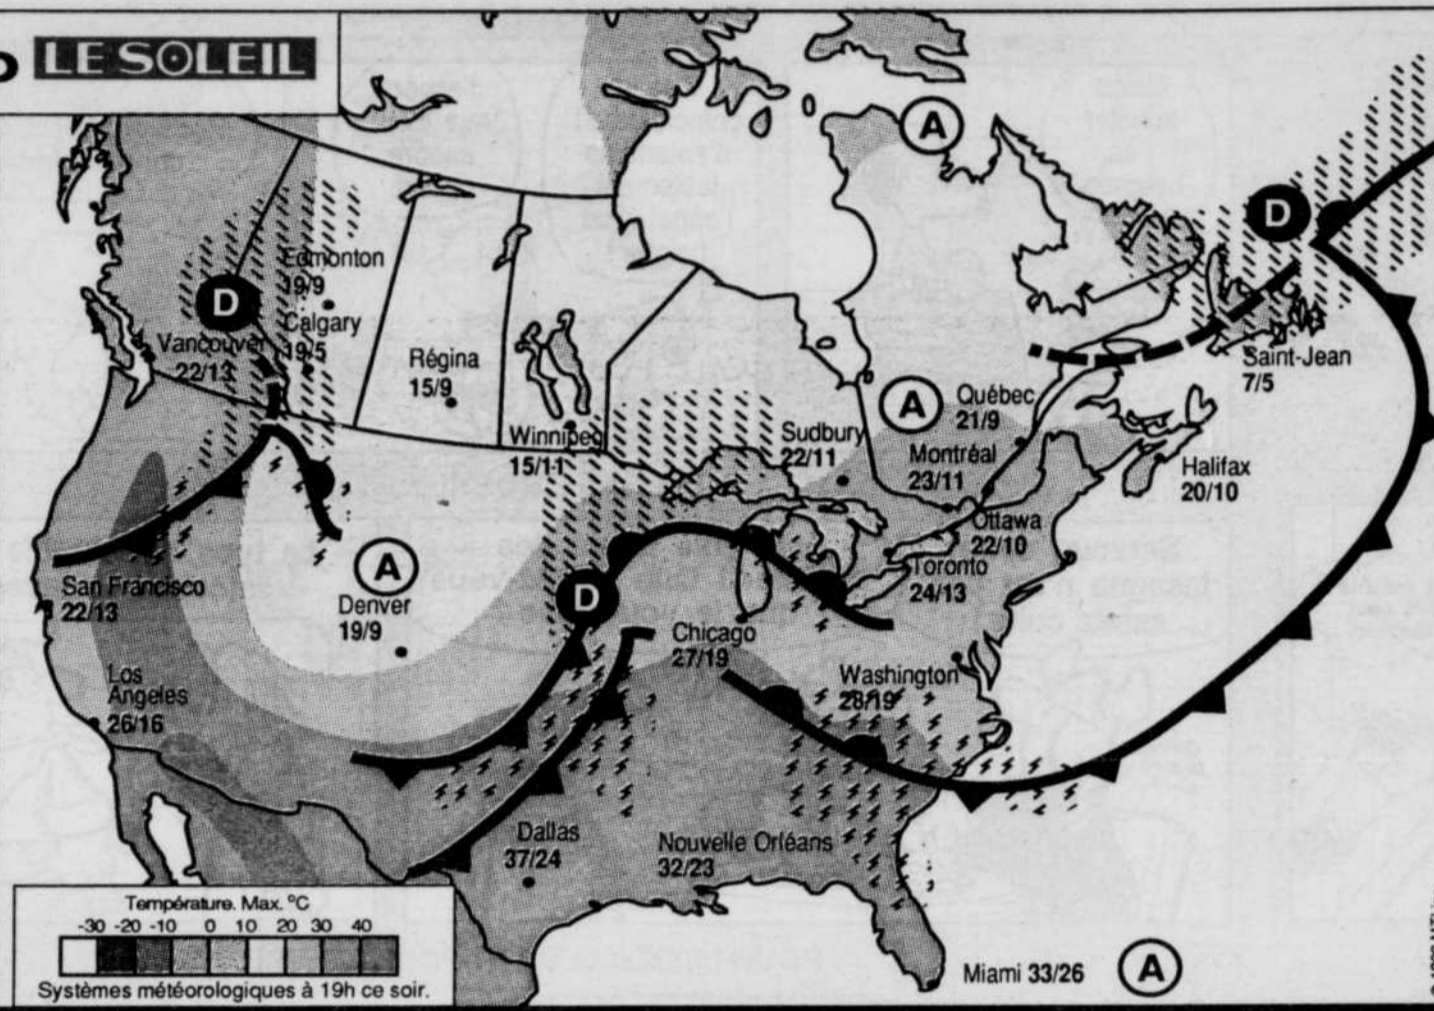 LE SOLEIL
A
D
Edmonton
19/9
D
Calgary
19/5
Vancouver
22/13
Régina
15/9
Saint-Jean
7/5
A
Québec
21/9
Winnipeg
15/11
Sudbury
22/11
Montréal
23/11
Halifax
20/10
Ottawa
22/10
San Francisco
22/13
A
Denver
19/9
D
Toronto
24/13
Chicago
27/19
Washington
28/19
Los
Angeles
26/16
Dallas
37/24
Nouvelle Orléans
32/23
Miami 33/26
A
Température. Max. °C
-30 -20 -10 0 10 20 30 40
Systèmes météorologiques à 19h ce soir.